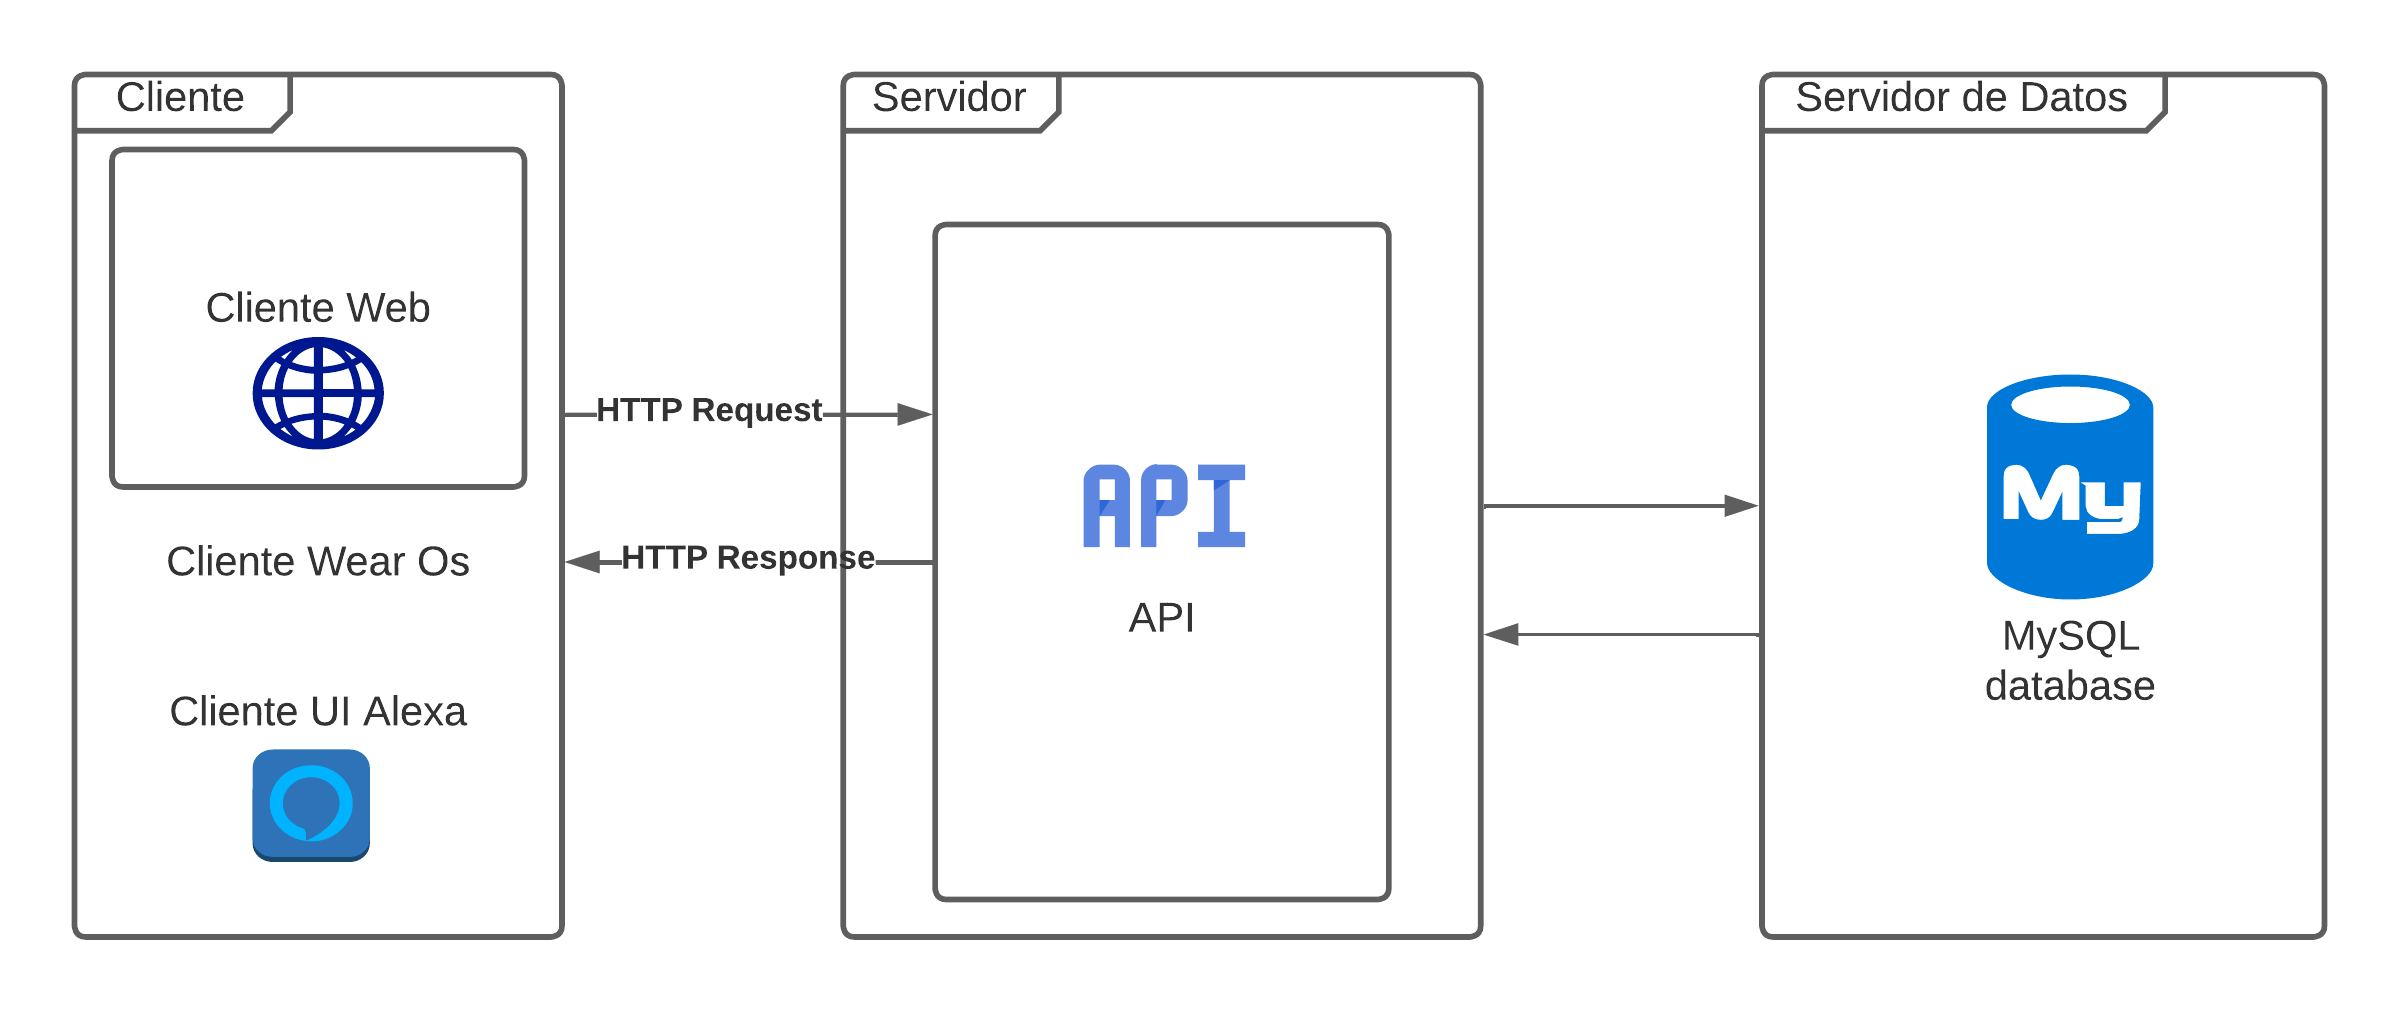 Cliente
Servidor
Servidor de Datos
Cliente Web
HTTP Request
HTTP Response
Cliente Wear Os
Cliente UI Alexa
API
API
My
MySQL
database